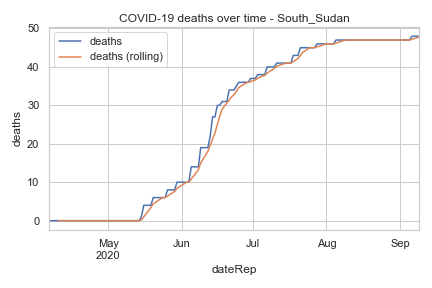 COVID-19 deaths over time - South_Sudan
deaths
deaths (rolling)
deaths
50
40
30
20
10
0
May
2020
Jun
Jul
Aug
Sep
dateRep